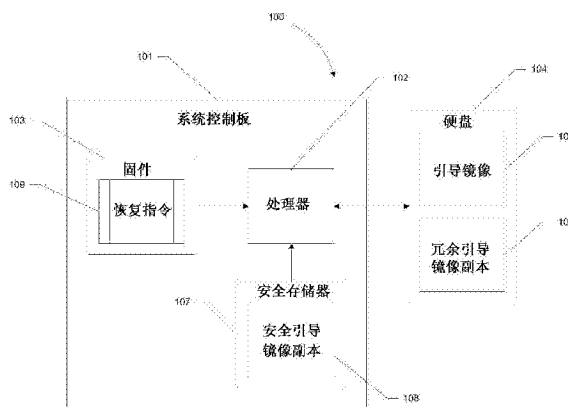 100
101
102
104
系统控制板
硬盘
103
固件
引导镜像
109
恢复指令
处理器
冗余引导
镜像副本
107
安全存储器
安全引导
镜像副本
108